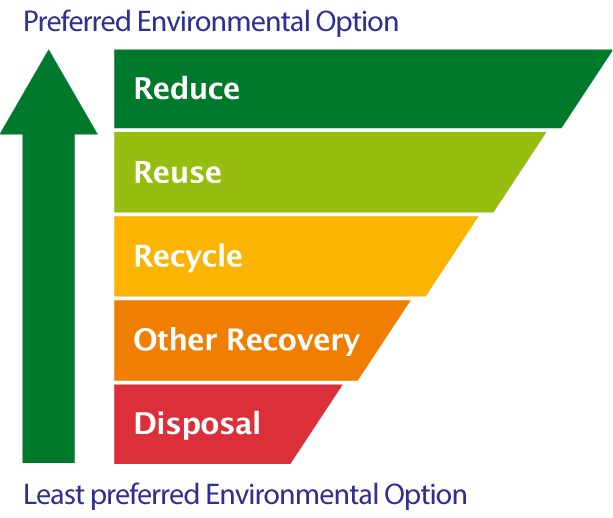 Preferred Environmental Option
Reduce
Reuse
Recycle
Other Recovery
Disposal
Least preferred Environmental Option